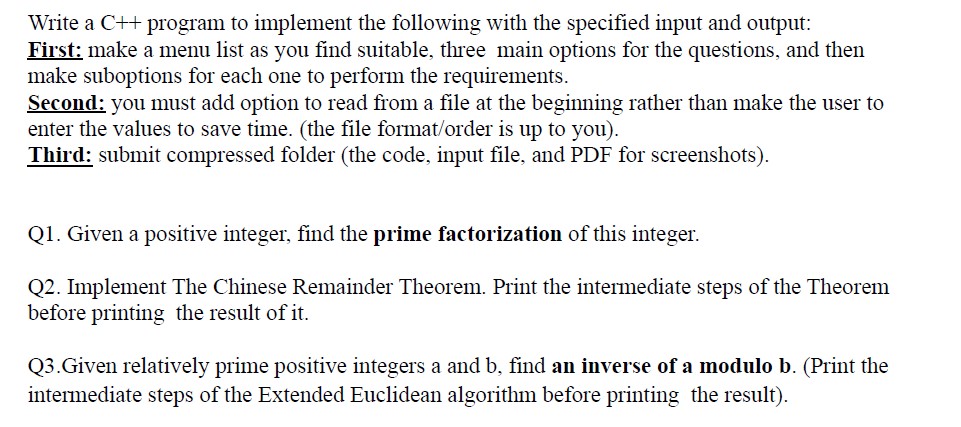 Write a C++ program to implement the following with the specified input and output:
First: make a menu list as you find suitable, three main options for the questions, and then
make suboptions for each one to perform the requirements.
Second: you must add option to read from a file at the beginning rather than make the user to
enter the values to save time. (the file format/order is up to you).
Third: submit compressed folder (the code, input file, and PDF for screenshots).
Q1. Given a positive integer, find the prime factorization of this integer.
Q2. Implement The Chinese Remainder Theorem. Print the intermediate steps of the Theorem
before printing the result of it.
Q3.Given relatively prime positive integers a and b, find an inverse of a modulo b. (Print the
intermediate steps of the Extended Euclidean algorithm before printing the result).